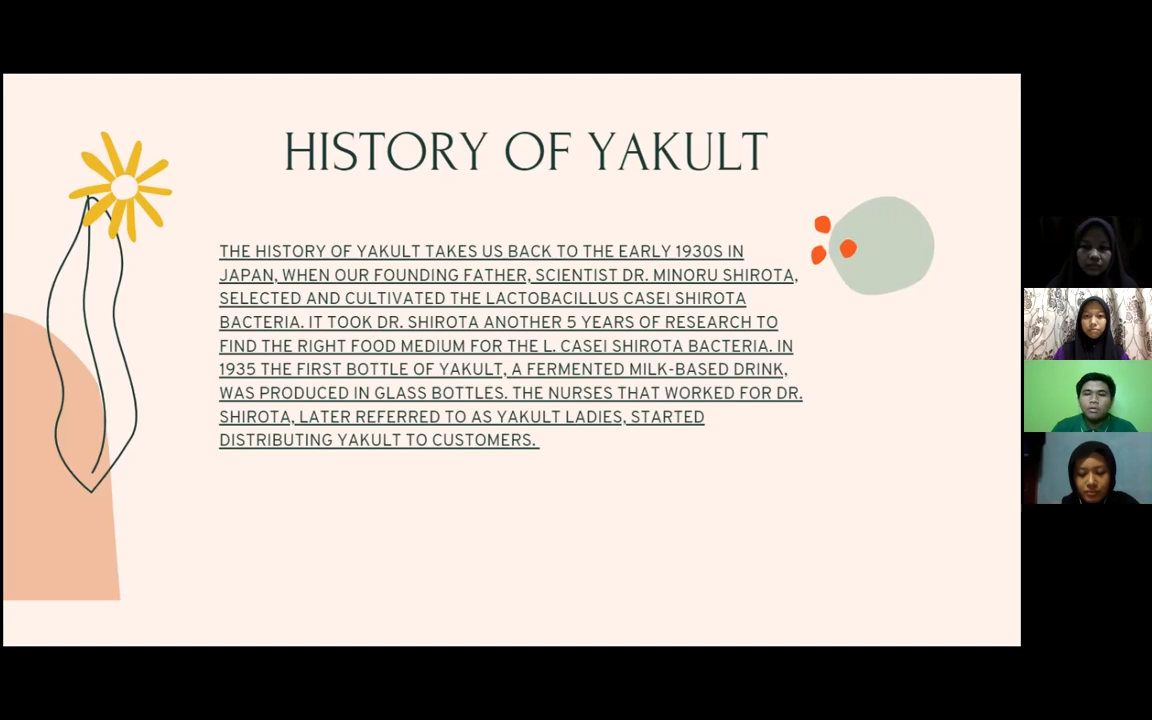 HISTORY OF YAKULT
THE HISTORY OF YAKULT TAKES US BACK TO THE EARLY 1930S IN
JAPAN, WHEN OUR FOUNDING FATHER, SCIENTIST DR. MINORU SHIROTA,
SELECTED AND CULTIVATED THE LACTOBACILLUS CASEI SHIROTA
BACTERIA. IT TOOK DR. SHIROTA ANOTHER 5 YEARS OF RESEARCH TO
FIND THE RIGHT FOOD MEDIUM FOR THE L. CASEI SHIROTA BACTERIA. IN
1935 THE FIRST BOTTLE OF YAKULT, A FERMENTED MILK-BASED DRINK,
WAS PRODUCED IN GLASS BOTTLES. THE NURSES THAT WORKED FOR DR.
SHIROTA, LATER REFERRED TO AS YAKULT LADIES, STARTED
DISTRIBUTING YAKULT TO CUSTOMERS.